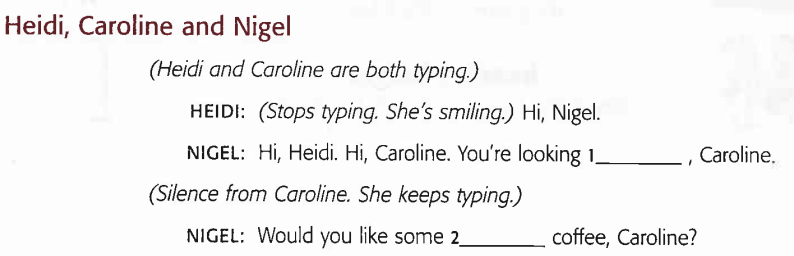 Heidi, Caroline and Nigel
(Heidi and Caroline are both typing.)
HEIDI: (Stops typing. She's smiling.) Hi, Nigel.
NIGEL: Hi, Heidi. Hi, Caroline. You're looking 1________ , Caroline.
(Silence from Caroline. She keeps typing.)
NIGEL: Would you like some 2________ coffee, Caroline?